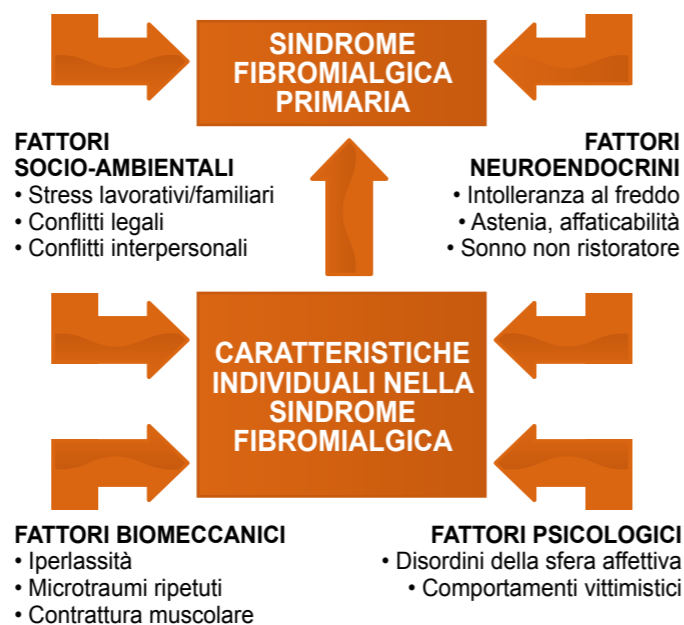 SINDROME
FIBROMIALGICA
PRIMARIA
FATTORI
SOCIO-AMBIENTALI
• Stress lavorativi/familiari
• Conflitti legali
• Conflitti interpersonali
FATTORI
NEUROENDOCRINI
• Intolleranza al freddo
• Astenia, affaticabilità
• Sonno non ristoratore
CARATTERISTICHE
INDIVIDUALI NELLA
SINDROME
FIBROMIALGICA
FATTORI BIOMECCANICI
• Iperlassità
• Microtraumi ripetuti
• Contrattura muscolare
FATTORI PSICOLOGICI
• Disordini della sfera affettiva
• Comportamenti vittimistici